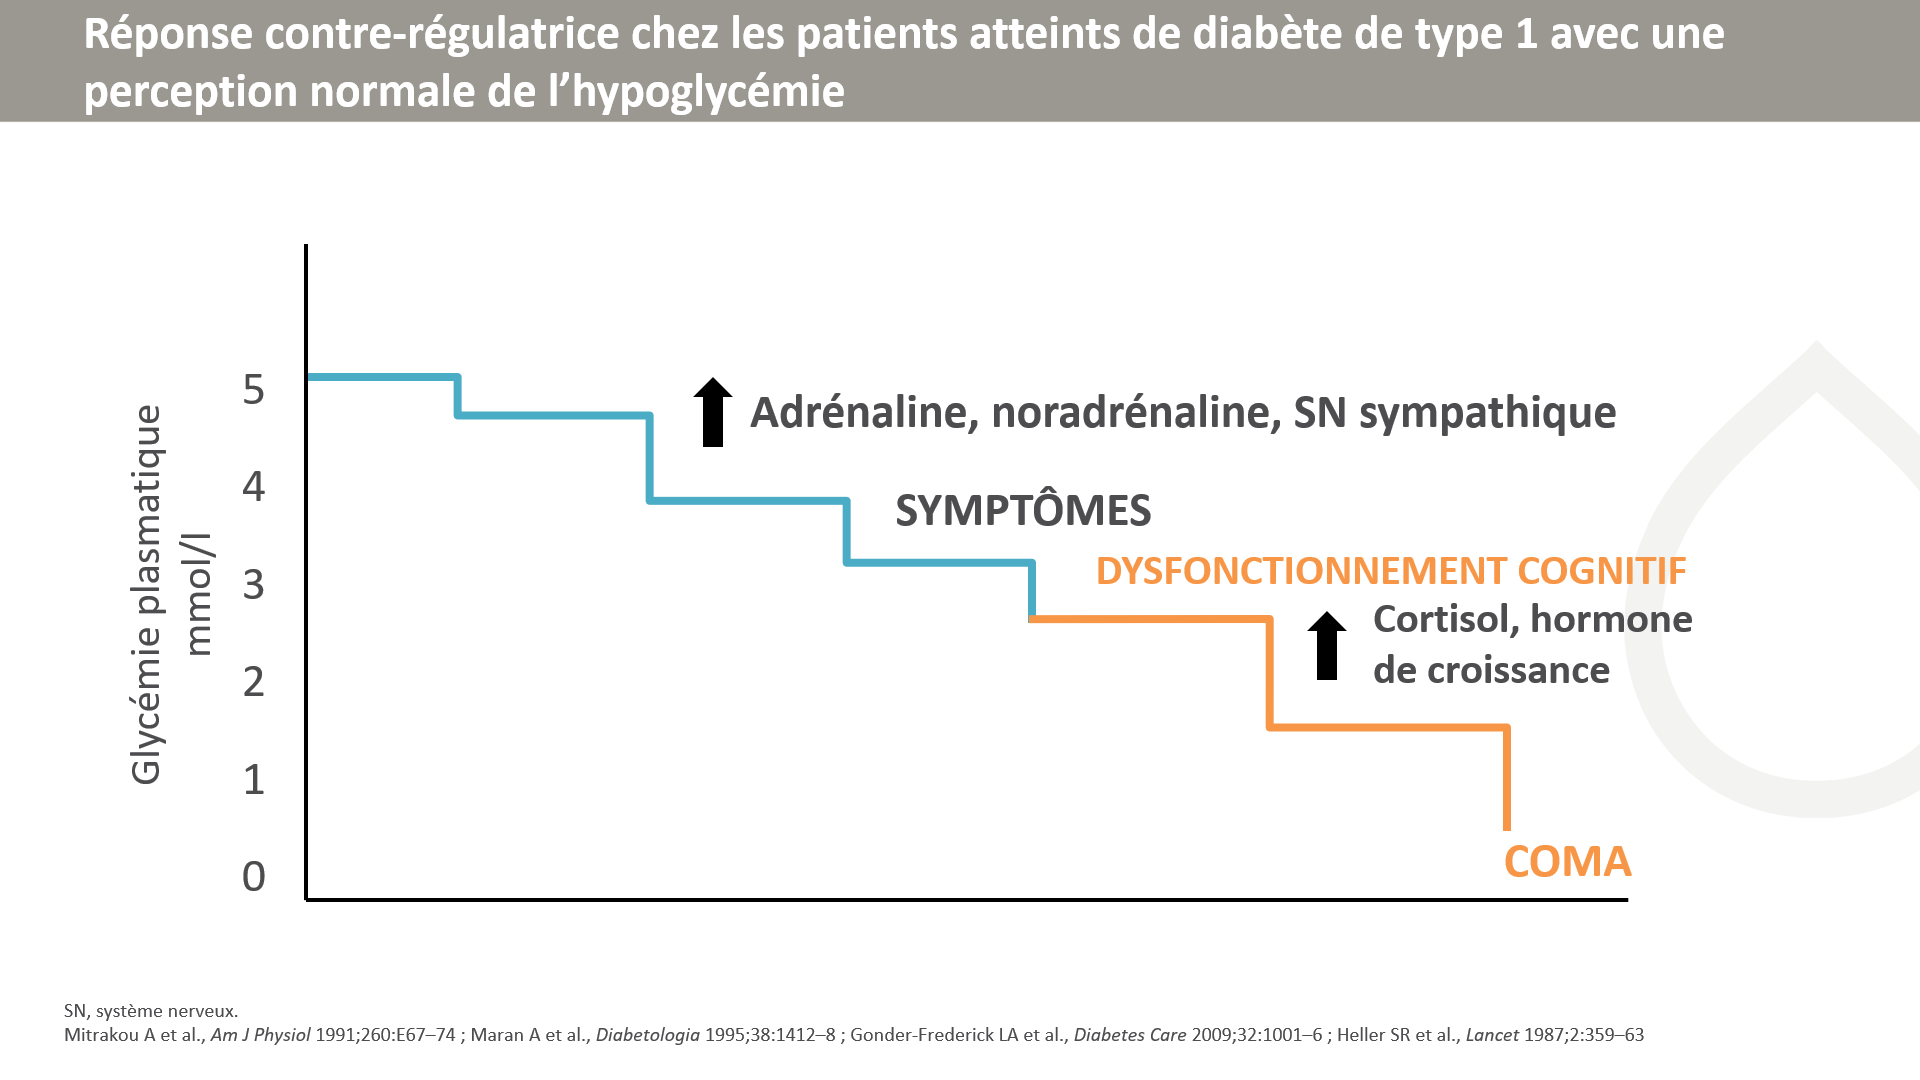 Réponse contre-régulatrice chez les patients atteints de diabète de type 1 avec une
perception normale de l’hypoglycémie
Glycémie plasmatique
mmol/l
5
4
3
2
1
0
Adrénaline, noradrénaline, SN sympathique
SYMPTÔMES
DYSFONCTIONNEMENT COGNITIF
Cortisol, hormone
de croissance
COMA
SN, système nerveux.
Mitrakou A et al., Am J Physiol 1991;260:E67–74 ; Maran A et al., Diabetologia 1995;38:1412–8 ; Gonder-Frederick LA et al., Diabetes Care 2009;32:1001–6 ; Heller SR et al., Lancet 1987;2:359–63